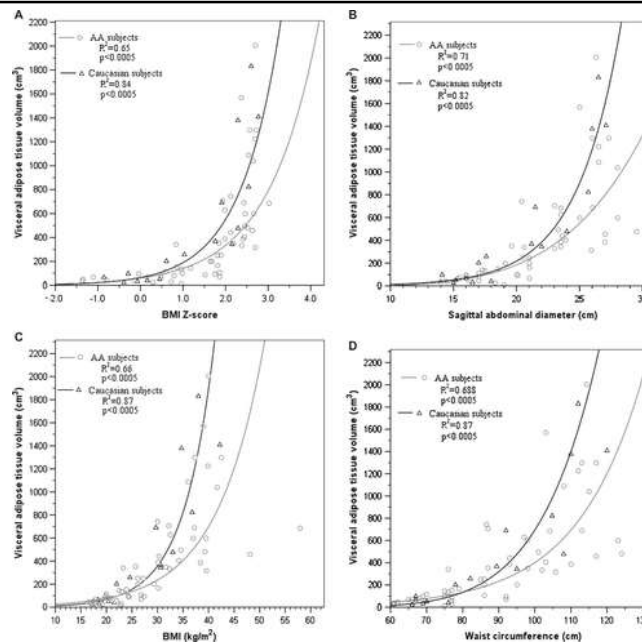 A
AA subjects
R²=0.65
p<0.0005
Caucasian subjects
R²=0.84
p<0.0005
Visceral adipose tissue volume (cm³)
2200
2000
1800
1600
1400
1200
1000
800
600
400
200
0
-2.0 -1.0 0.0 1.0 2.0 3.0 4.0
BMI Z-score
B
AA subjects
R²=0.71
p<0.0005
Caucasian subjects
R²=0.82
p<0.0005
Visceral adipose tissue volume (cm³)
2200
2000
1800
1600
1400
1200
1000
800
600
400
200
0
10 15 20 25 30
Sagittal abdominal diameter (cm)
C
AA subjects
R²=0.66
p<0.0005
Caucasian subjects
R²=0.87
p<0.0005
Visceral adipose tissue volume (cm³)
2200
2000
1800
1600
1400
1200
1000
800
600
400
200
0
10 15 20 25 30 35 40 45 50 55 60
BMI (kg/m²)
D
AA subjects
R²=0.688
p<0.0005
Caucasian subjects
R²=0.87
p<0.0005
Visceral adipose tissue volume (cm³)
2200
2000
1800
1600
1400
1200
1000
800
600
400
200
0
60 70 80 90 100 110 120 130
Waist circumference (cm)